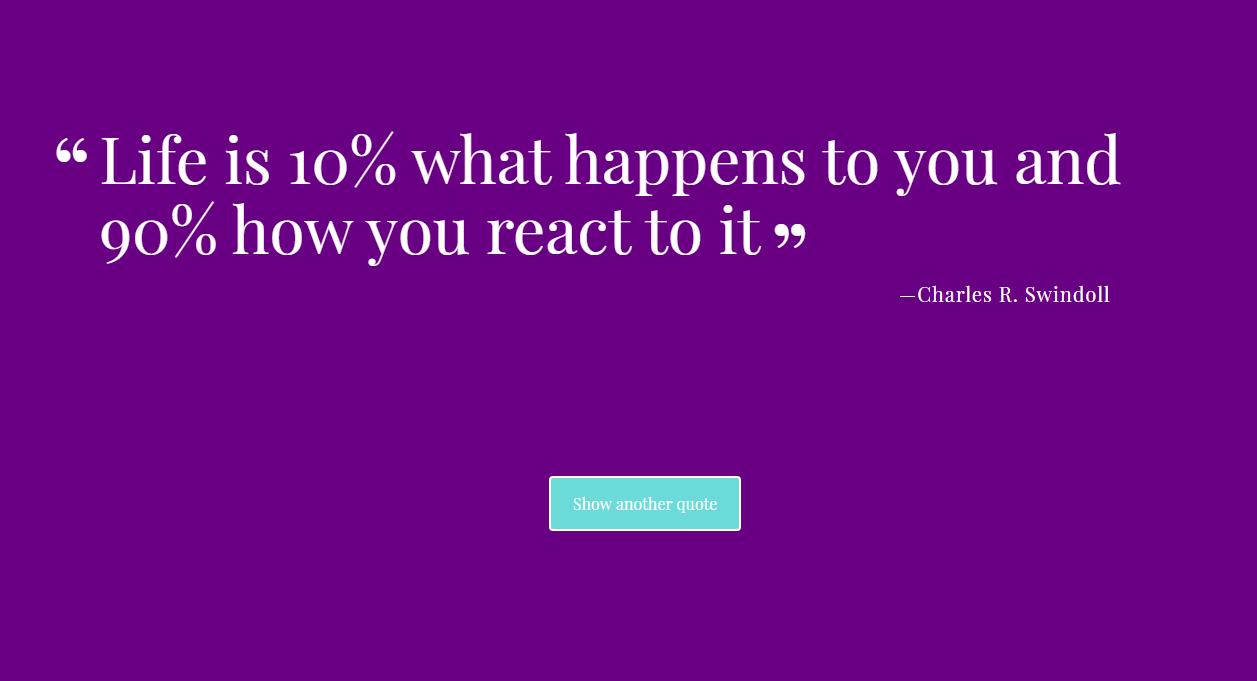 “ Life is 10% what happens to you and
90% how you react to it ”
—Charles R. Swindoll
Show another quote